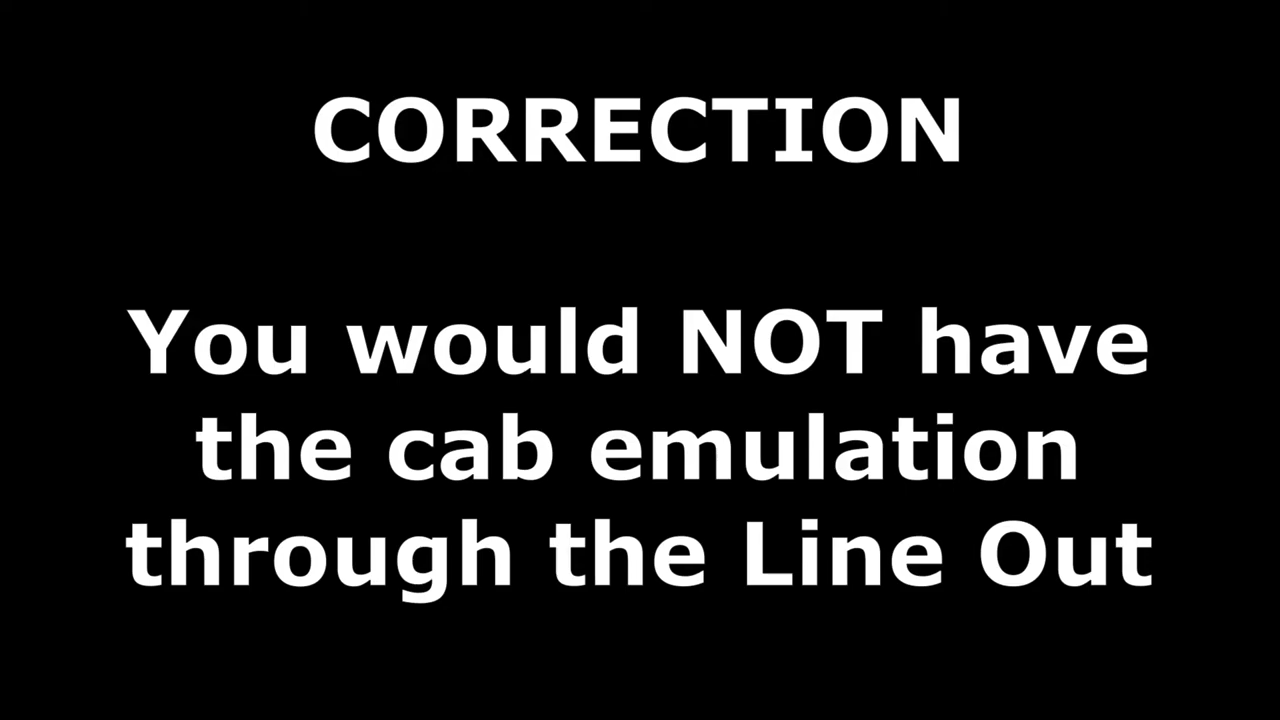 CORRECTION
You would NOT have
the cab emulation
through the Line Out